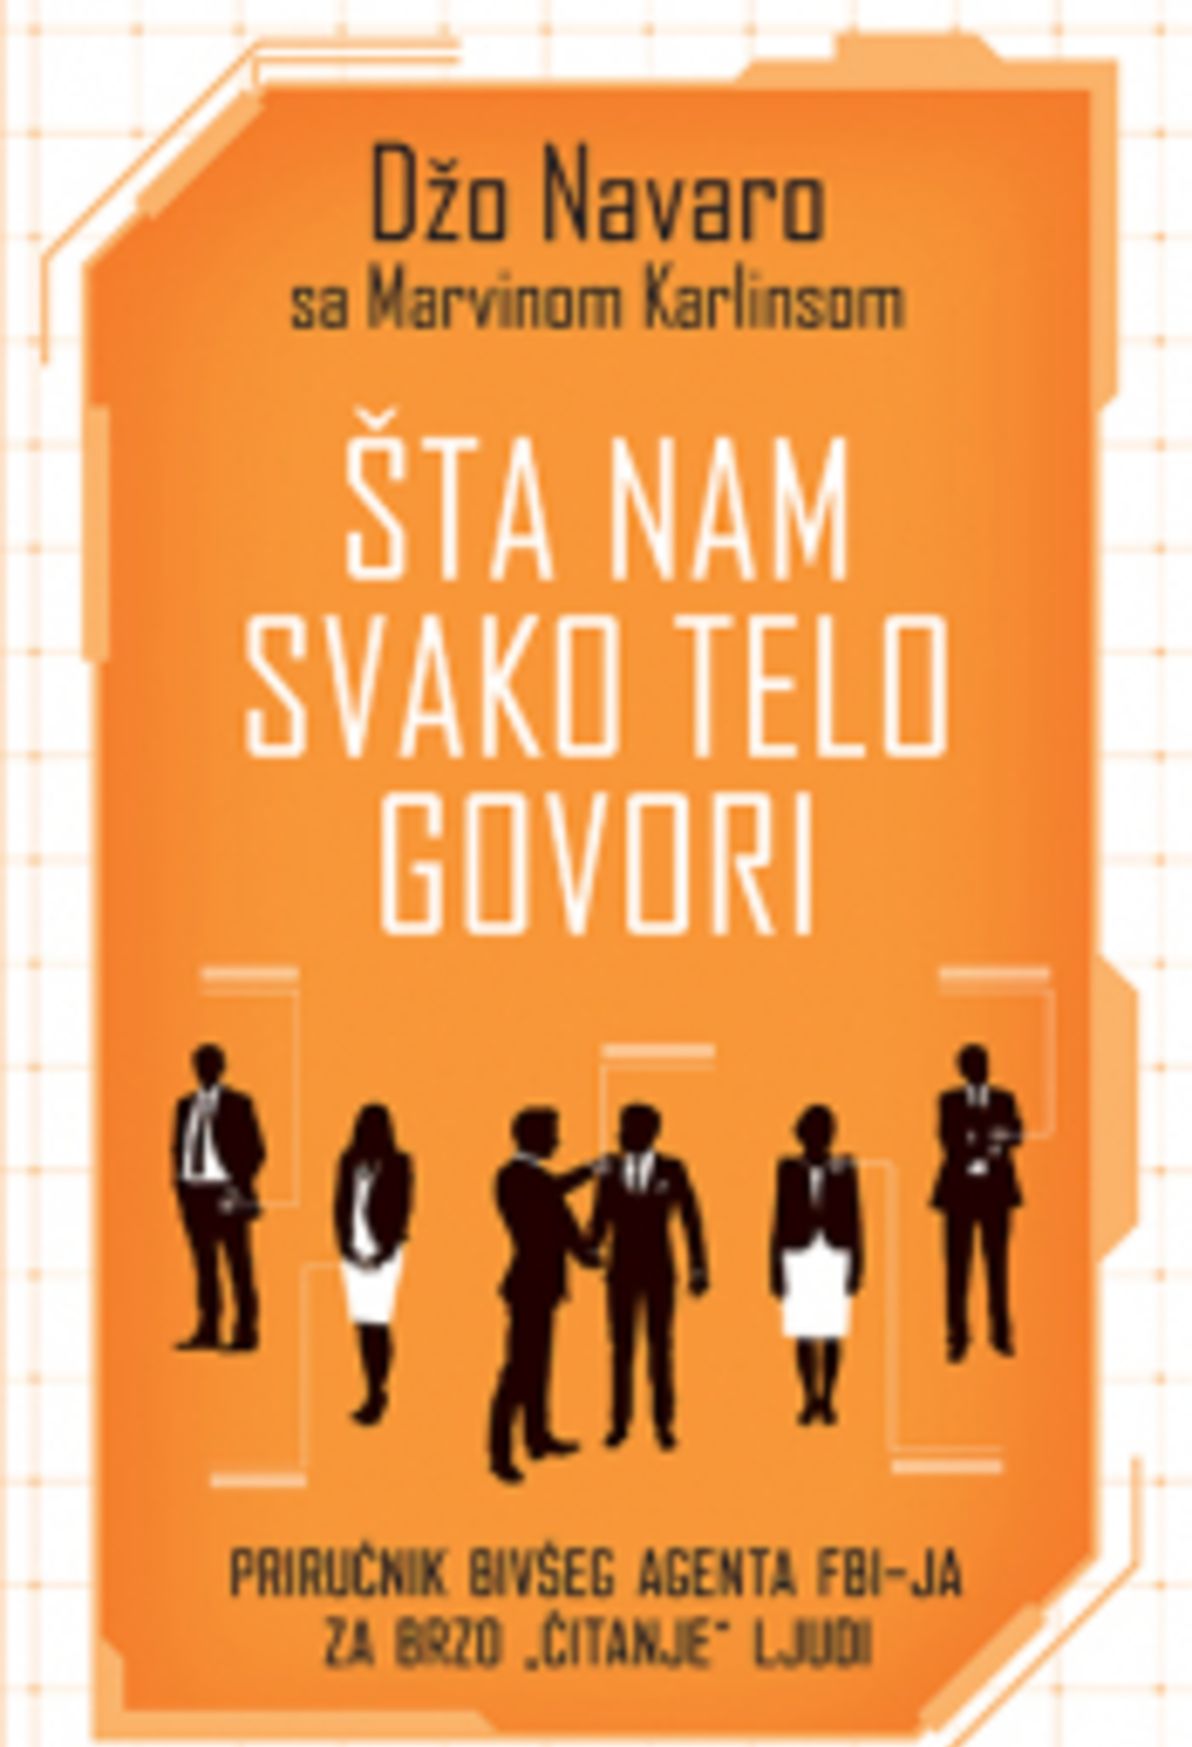 Džo Navaro
sa Marvinom Karlinsom
ŠTA NAM
SVAKO TELO
GOVORI
PRIRUČNIK BIVŠEG AGENTA FBI-JA
ZA BRZO „ČITANJE“ LJUDI